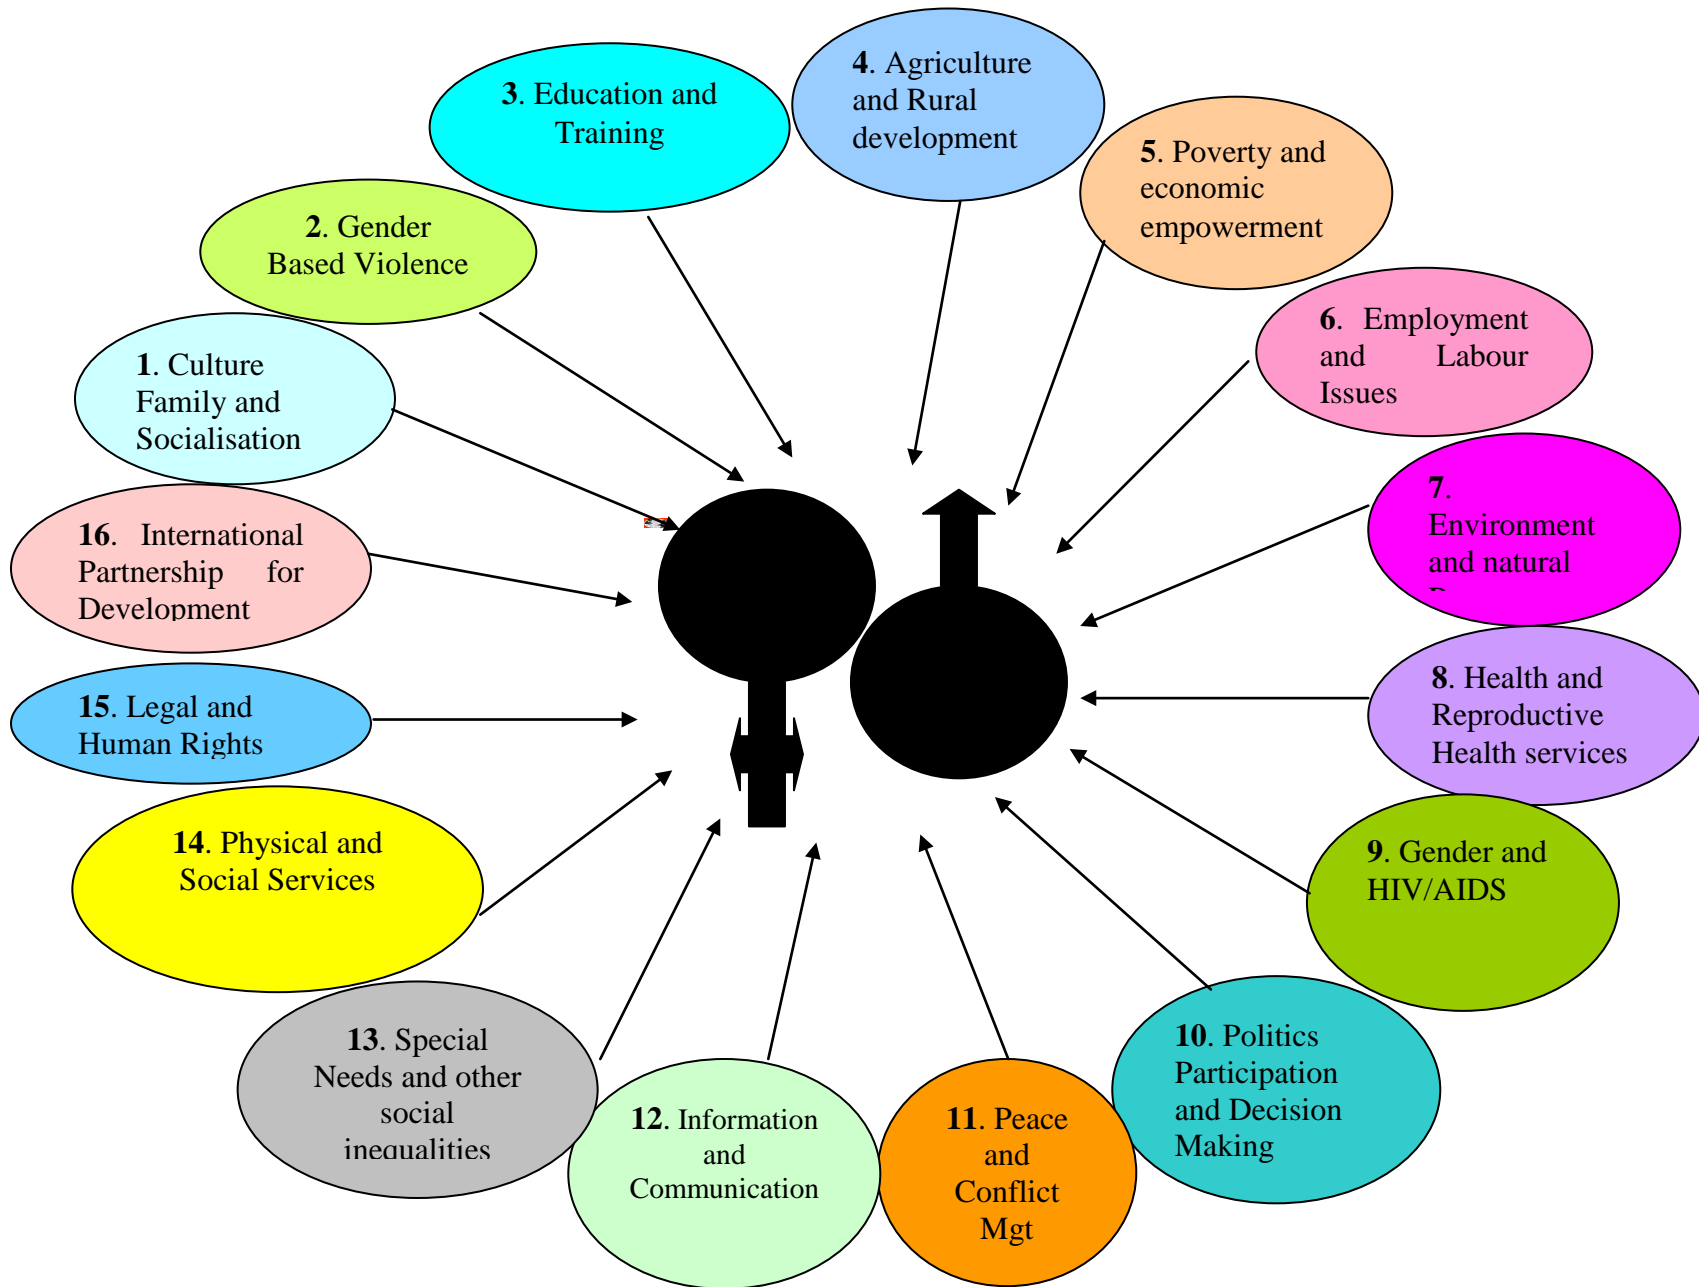 1. Culture
Family and
Socialisation
2. Gender
Based Violence
3. Education and
Training
4. Agriculture
and Rural
development
5. Poverty and
economic
empowerment
6. Employment
and Labour
Issues
7.
Environment
and natural
8. Health and
Reproductive
Health services
9. Gender and
HIV/AIDS
10. Politics
Participation
and Decision
Making
11. Peace
and
Conflict
Mgt
12. Information
and
Communication
13. Special
Needs and other
social
inequalities
14. Physical and
Social Services
15. Legal and
Human Rights
16. International
Partnership for
Development